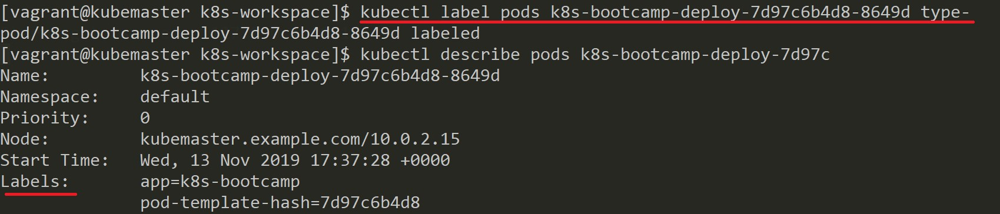 [vagrant@kubemaster k8s-workspace]$ kubectl label pods k8s-bootcamp-deploy-7d97c6b4d8-8649d type-
pod/k8s-bootcamp-deploy-7d97c6b4d8-8649d labeled
[vagrant@kubemaster k8s-workspace]$ kubectl describe pods k8s-bootcamp-deploy-7d97c
Name:         k8s-bootcamp-deploy-7d97c6b4d8-8649d
Namespace:    default
Priority:     0
Node:         kubemaster.example.com/10.0.2.15
Start Time:   Wed, 13 Nov 2019 17:37:28 +0000
Labels:       app=k8s-bootcamp
              pod-template-hash=7d97c6b4d8